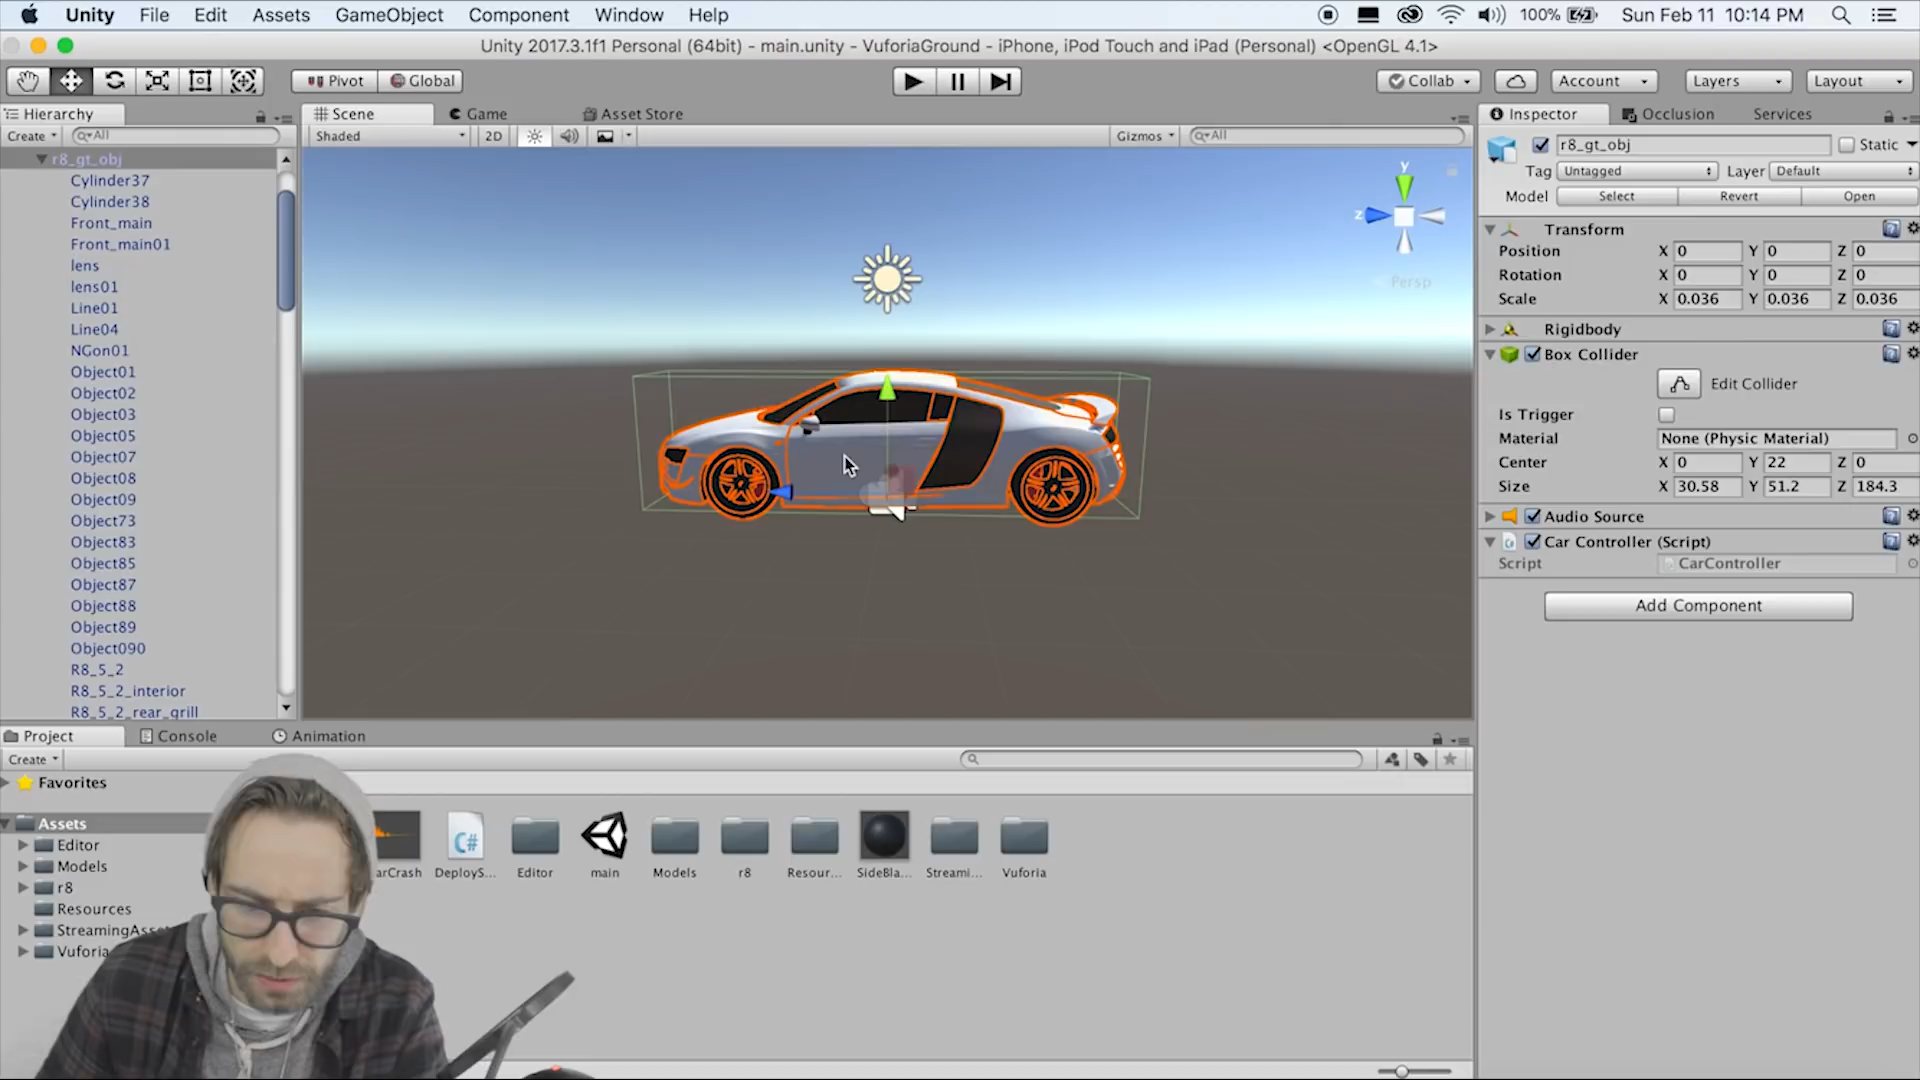 Unity File Edit Assets GameObject Component Window Help 100% Sun Feb 11 10:14 PM
Unity 2017.3.1f1 Personal (64bit) - main.unity - VuforiaGround - iPhone, iPod Touch and iPad (Personal) <OpenGL 4.1>
Pivot Global Collab Account Layers Layout
Hierarchy
Create All
r8_gt_obj
Cylinder37
Cylinder38
Front_main
Front_main01
lens
lens01
Line01
Line04
NGon01
Object01
Object02
Object03
Object05
Object07
Object08
Object09
Object73
Object83
Object85
Object87
Object88
Object89
Object090
R8_5_2
R8_5_2_interior
R8_5_2_rear_grill
Scene Game Asset Store
Shaded 2D Gizmos All
y
z
Persp
Inspector Occlusion Services
r8_gt_obj Static
Tag Untagged Layer Default
Model Select Revert Open
Transform
Position X 0 Y 0 Z 0
Rotation X 0 Y 0 Z 0
Scale X 0.036 Y 0.036 Z 0.036
Rigidbody
Box Collider
Edit Collider
Is Trigger
Material None (Physic Material)
Center X 0 Y 22 Z 0
Size X 30.58 Y 51.2 Z 184.3
Audio Source
Car Controller (Script)
Script CarController
Add Component
Project Console Animation
Create
Favorites
Assets
Editor
Models
r8
Resources
StreamingAsse
Vuforia
arCrash DeployS... Editor main Models r8 Resour... SideBla... Streami... Vuforia
C#